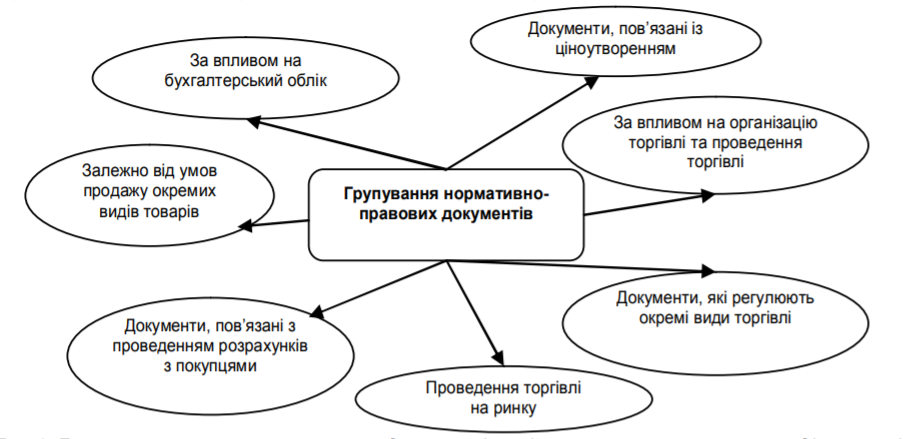 Документи, пов’язані із
ціноутворенням
За впливом на
бухгалтерський облік
За впливом на організацію
торгівлі та проведення
торгівлі
Залежно від умов
продажу окремих
видів товарів
Групування нормативно-
правових документів
Документи, які регулюють
окремі види торгівлі
Документи, пов’язані з
проведенням розрахунків
з покупцями
Проведення торгівлі
на ринку